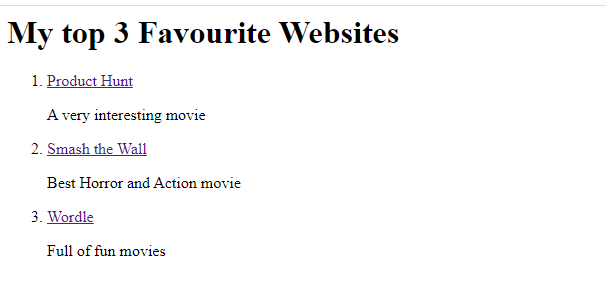 My top 3 Favourite Websites
1. Product Hunt
A very interesting movie
2. Smash the Wall
Best Horror and Action movie
3. Wordle
Full of fun movies